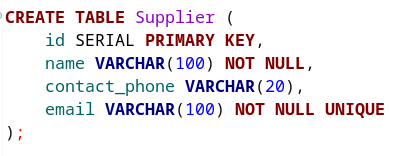 CREATE TABLE Supplier (
    id SERIAL PRIMARY KEY,
    name VARCHAR(100) NOT NULL,
    contact_phone VARCHAR(20),
    email VARCHAR(100) NOT NULL UNIQUE
);